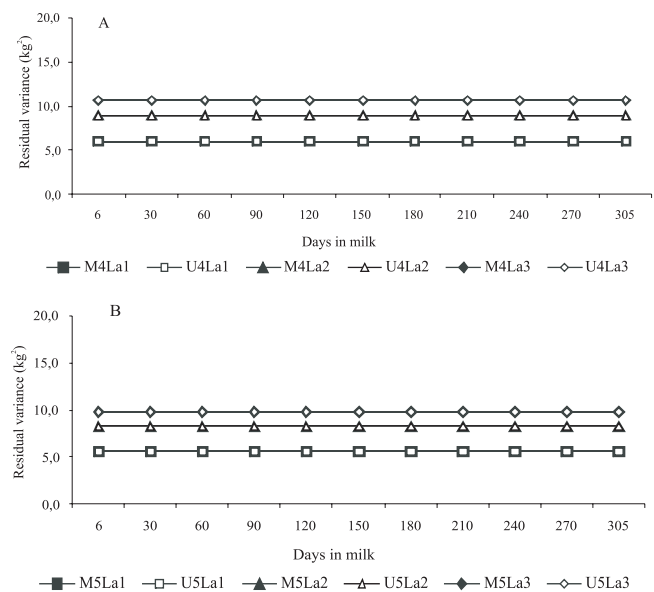 A
Residual variance (kg²)
20,0
15,0
10,0
5,0
0,0
6 30 60 90 120 150 180 210 240 270 305
Days in milk
M4La1 U4La1 M4La2 U4La2 M4La3 U4La3
B
Residual variance (kg²)
20,0
15,0
10,0
5,0
0,0
6 30 60 90 120 150 180 210 240 270 305
Days in milk
M5La1 U5La1 M5La2 U5La2 M5La3 U5La3